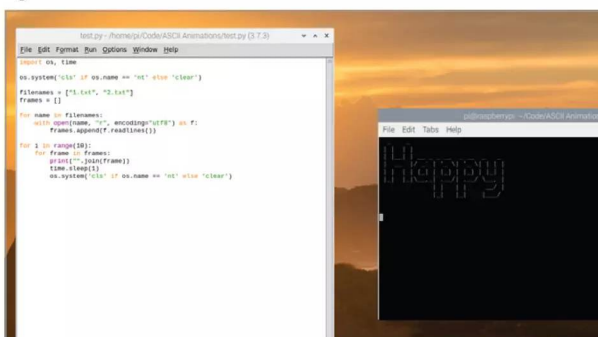 test.py - /home/pi/Code/ASCII Animations/test.py (3.7.3)
File Edit Format Run Options Window Help
import os, time
os.system('cls' if os.name == 'nt' else 'clear')
filenames = ["1.txt", "2.txt"]
frames = []
for name in filenames:
    with open(name, "r", encoding="utf8") as f:
        frames.append(f.readlines())
for i in range(10):
    for frame in frames:
        print("".join(frame))
        time.sleep(1)
        os.system('cls' if os.name == 'nt' else 'clear')
pi@raspberrypi: ~/Code/ASCII Animation
File Edit Tabs Help
Happy